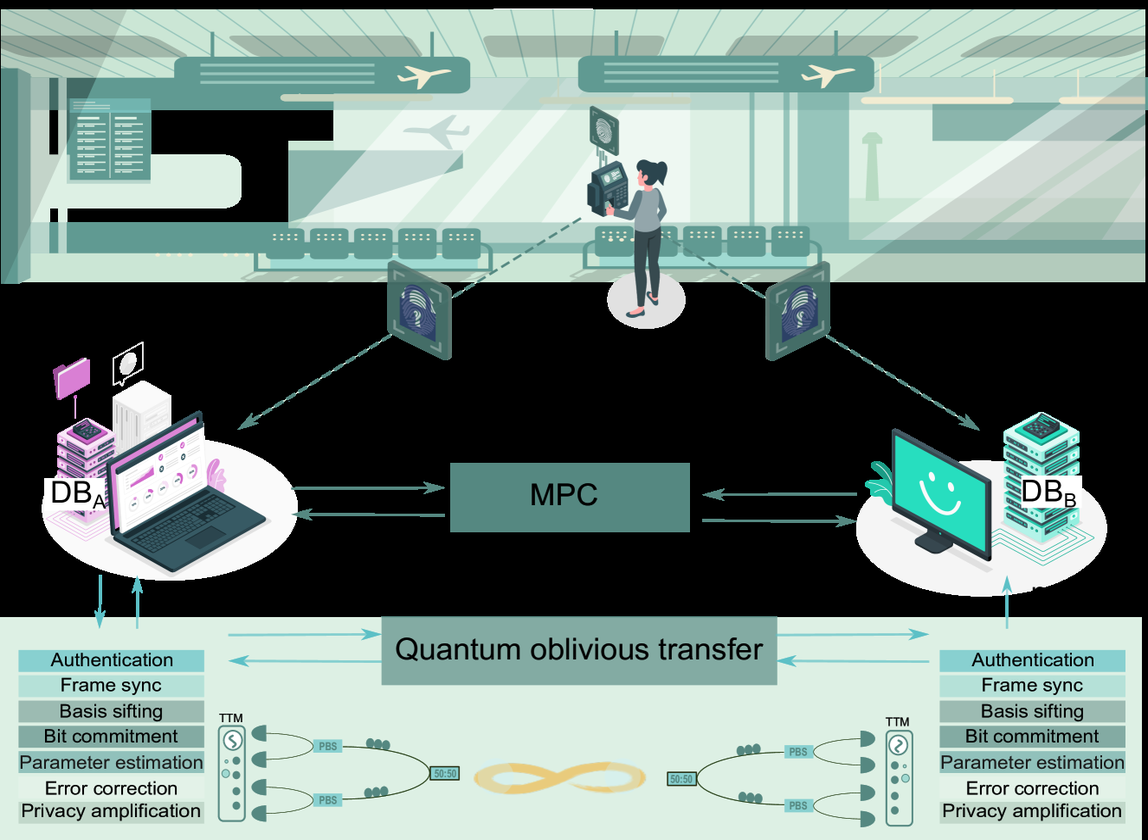 DBA
MPC
DBB
Quantum oblivious transfer
Authentication
Frame sync
Basis sifting
Bit commitment
Parameter estimation
Error correction
Privacy amplification
TTM
PBS
PBS
50:50
50:50
PBS
PBS
TTM
Authentication
Frame sync
Basis sifting
Bit commitment
Parameter estimation
Error correction
Privacy amplification